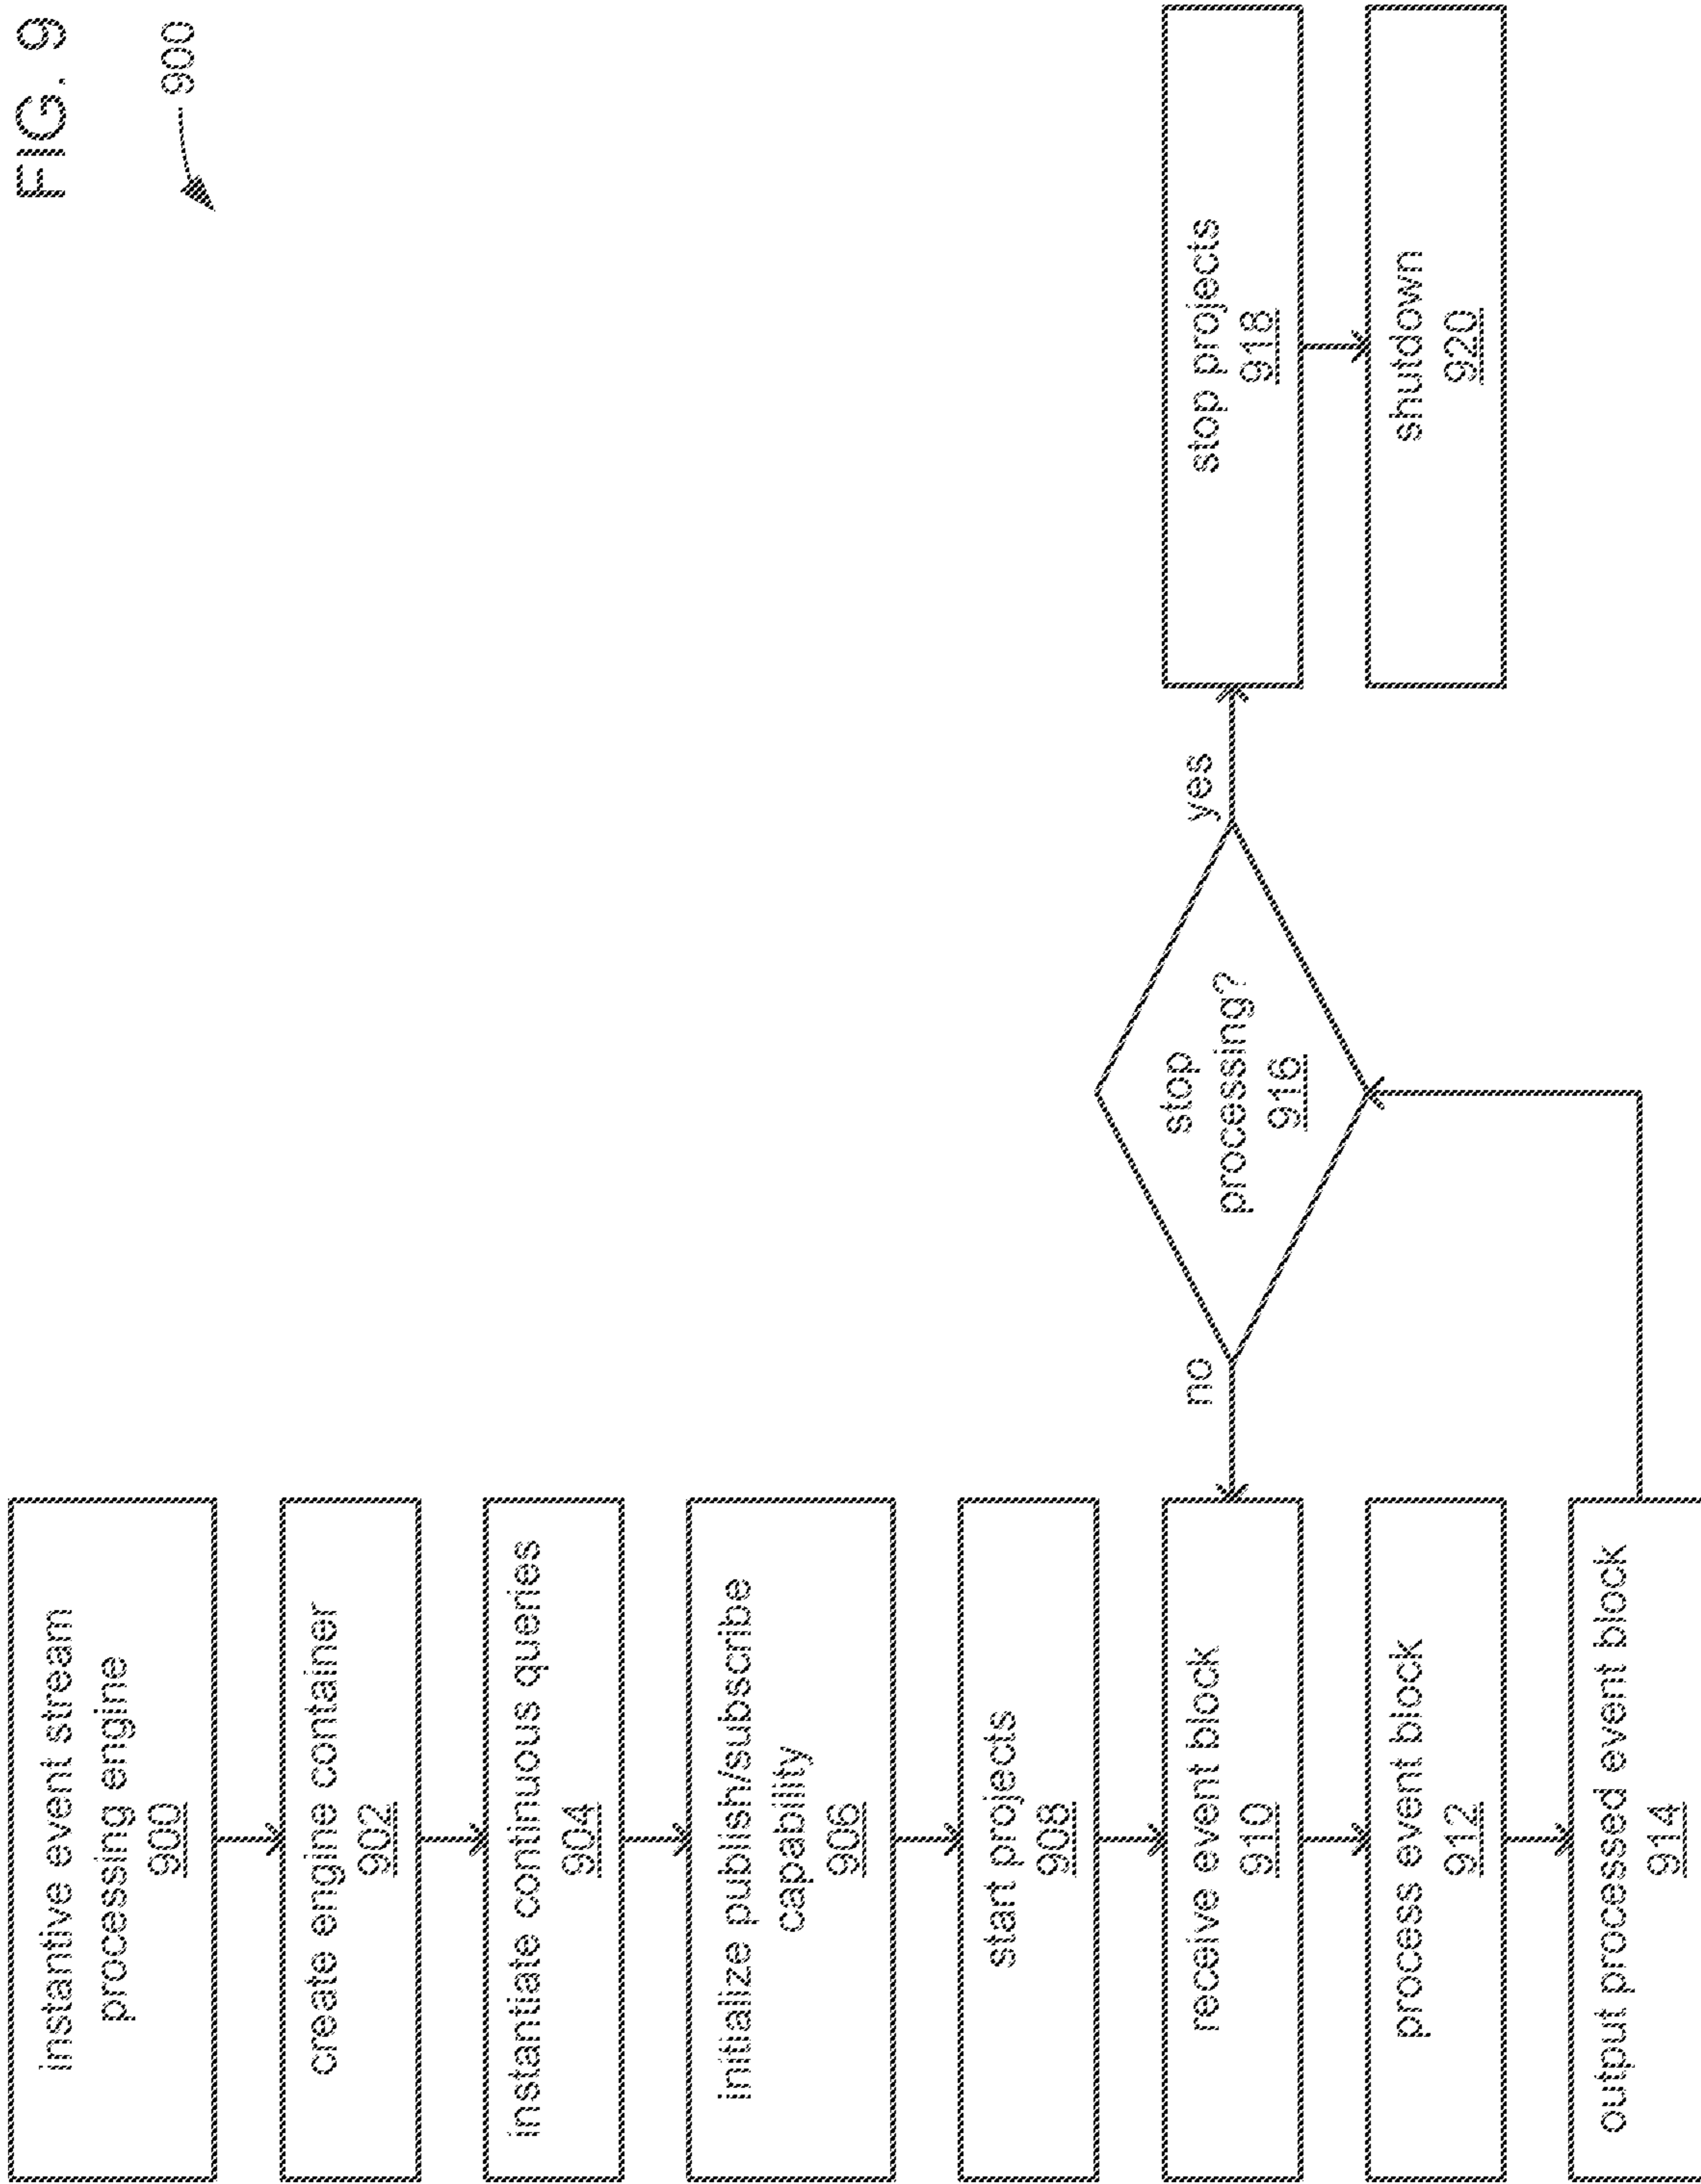 FIG. 9
900
instantive event stream
processing engine
900
create engine container
902
instantiate continuous queries
904
initialize publish/subscribe
capability
906
start projects
908
receive event block
910
process event block
912
output processed event block
914
no
stop
processing?
916
yes
stop projects
918
shutdown
920